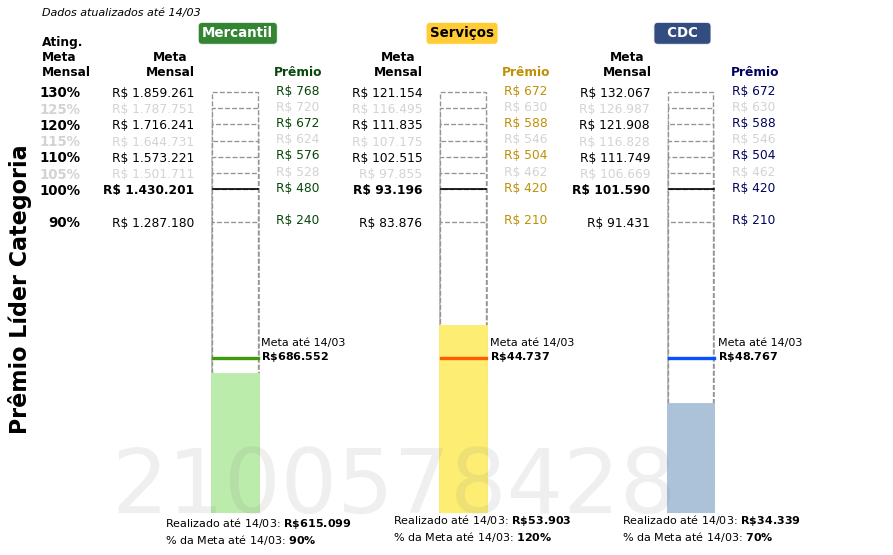 Dados atualizados até 14/03
Mercantil Serviços CDC
Ating. Meta Mensal Meta Mensal Prêmio Meta Mensal Prêmio Meta Mensal Prêmio
130% R$ 1.859.261 R$ 768 R$ 121.154 R$ 672 R$ 132.067 R$ 672
125% R$ 1.787.751 R$ 720 R$ 116.495 R$ 630 R$ 126.987 R$ 630
120% R$ 1.716.241 R$ 672 R$ 111.835 R$ 588 R$ 121.908 R$ 588
115% R$ 1.644.731 R$ 624 R$ 107.175 R$ 546 R$ 116.828 R$ 546
110% R$ 1.573.221 R$ 576 R$ 102.515 R$ 504 R$ 111.749 R$ 504
105% R$ 1.501.711 R$ 528 R$ 97.855 R$ 462 R$ 106.669 R$ 462
100% R$ 1.430.201 R$ 480 R$ 93.196 R$ 420 R$ 101.590 R$ 420
90% R$ 1.287.180 R$ 240 R$ 83.876 R$ 210 R$ 91.431 R$ 210
Prêmio Líder Categoria
Meta até 14/03 Meta até 14/03 Meta até 14/03
R$686.552 R$44.737 R$48.767
2100578428
Realizado até 14/03: R$615.099 Realizado até 14/03: R$53.903 Realizado até 14/03: R$34.339
% da Meta até 14/03: 90% % da Meta até 14/03: 120% % da Meta até 14/03: 70%